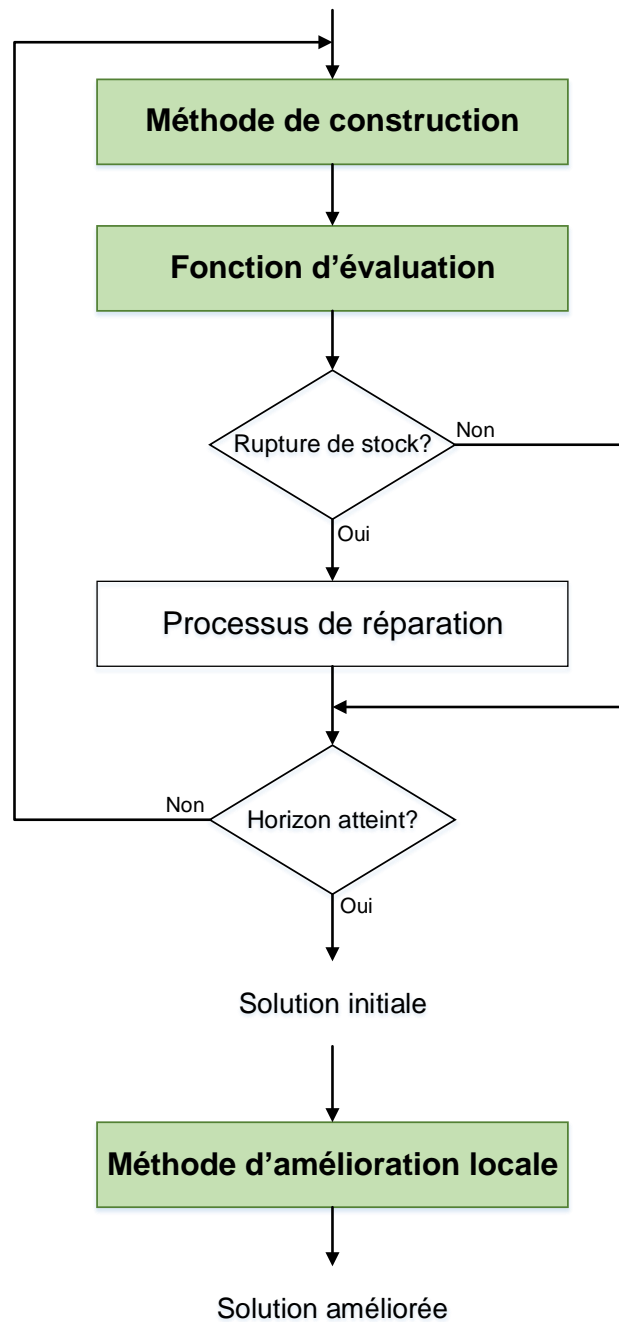 Méthode de construction
Fonction d'évaluation
Rupture de stock?
Non
Oui
Processus de réparation
Non
Horizon atteint?
Oui
Solution initiale
Méthode d'amélioration locale
Solution améliorée